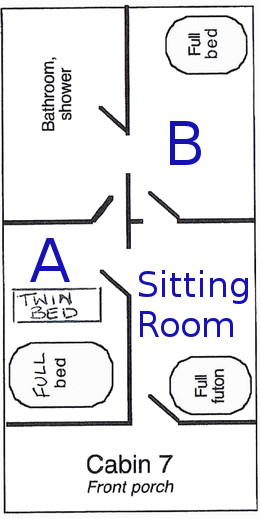 Bathroom,
shower
Full
bed
B
A
TWIN
BED
Sitting
Room
FULL
bed
Full
futon
Cabin 7
Front porch